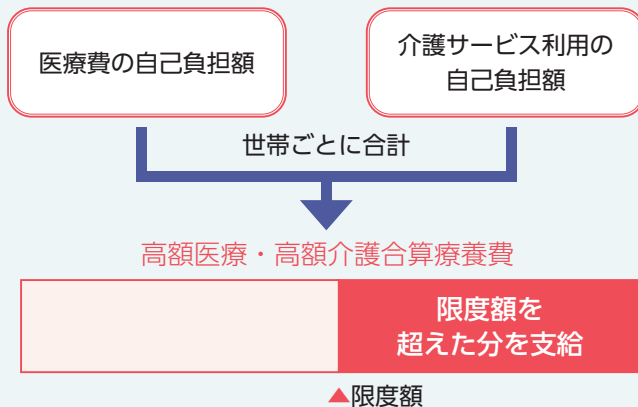 医療費の自己負担額
介護サービス利用の
自己負担額
世帯ごとに合計
高額医療・高額介護合算療養費
限度額を
超えた分を支給
▲限度額